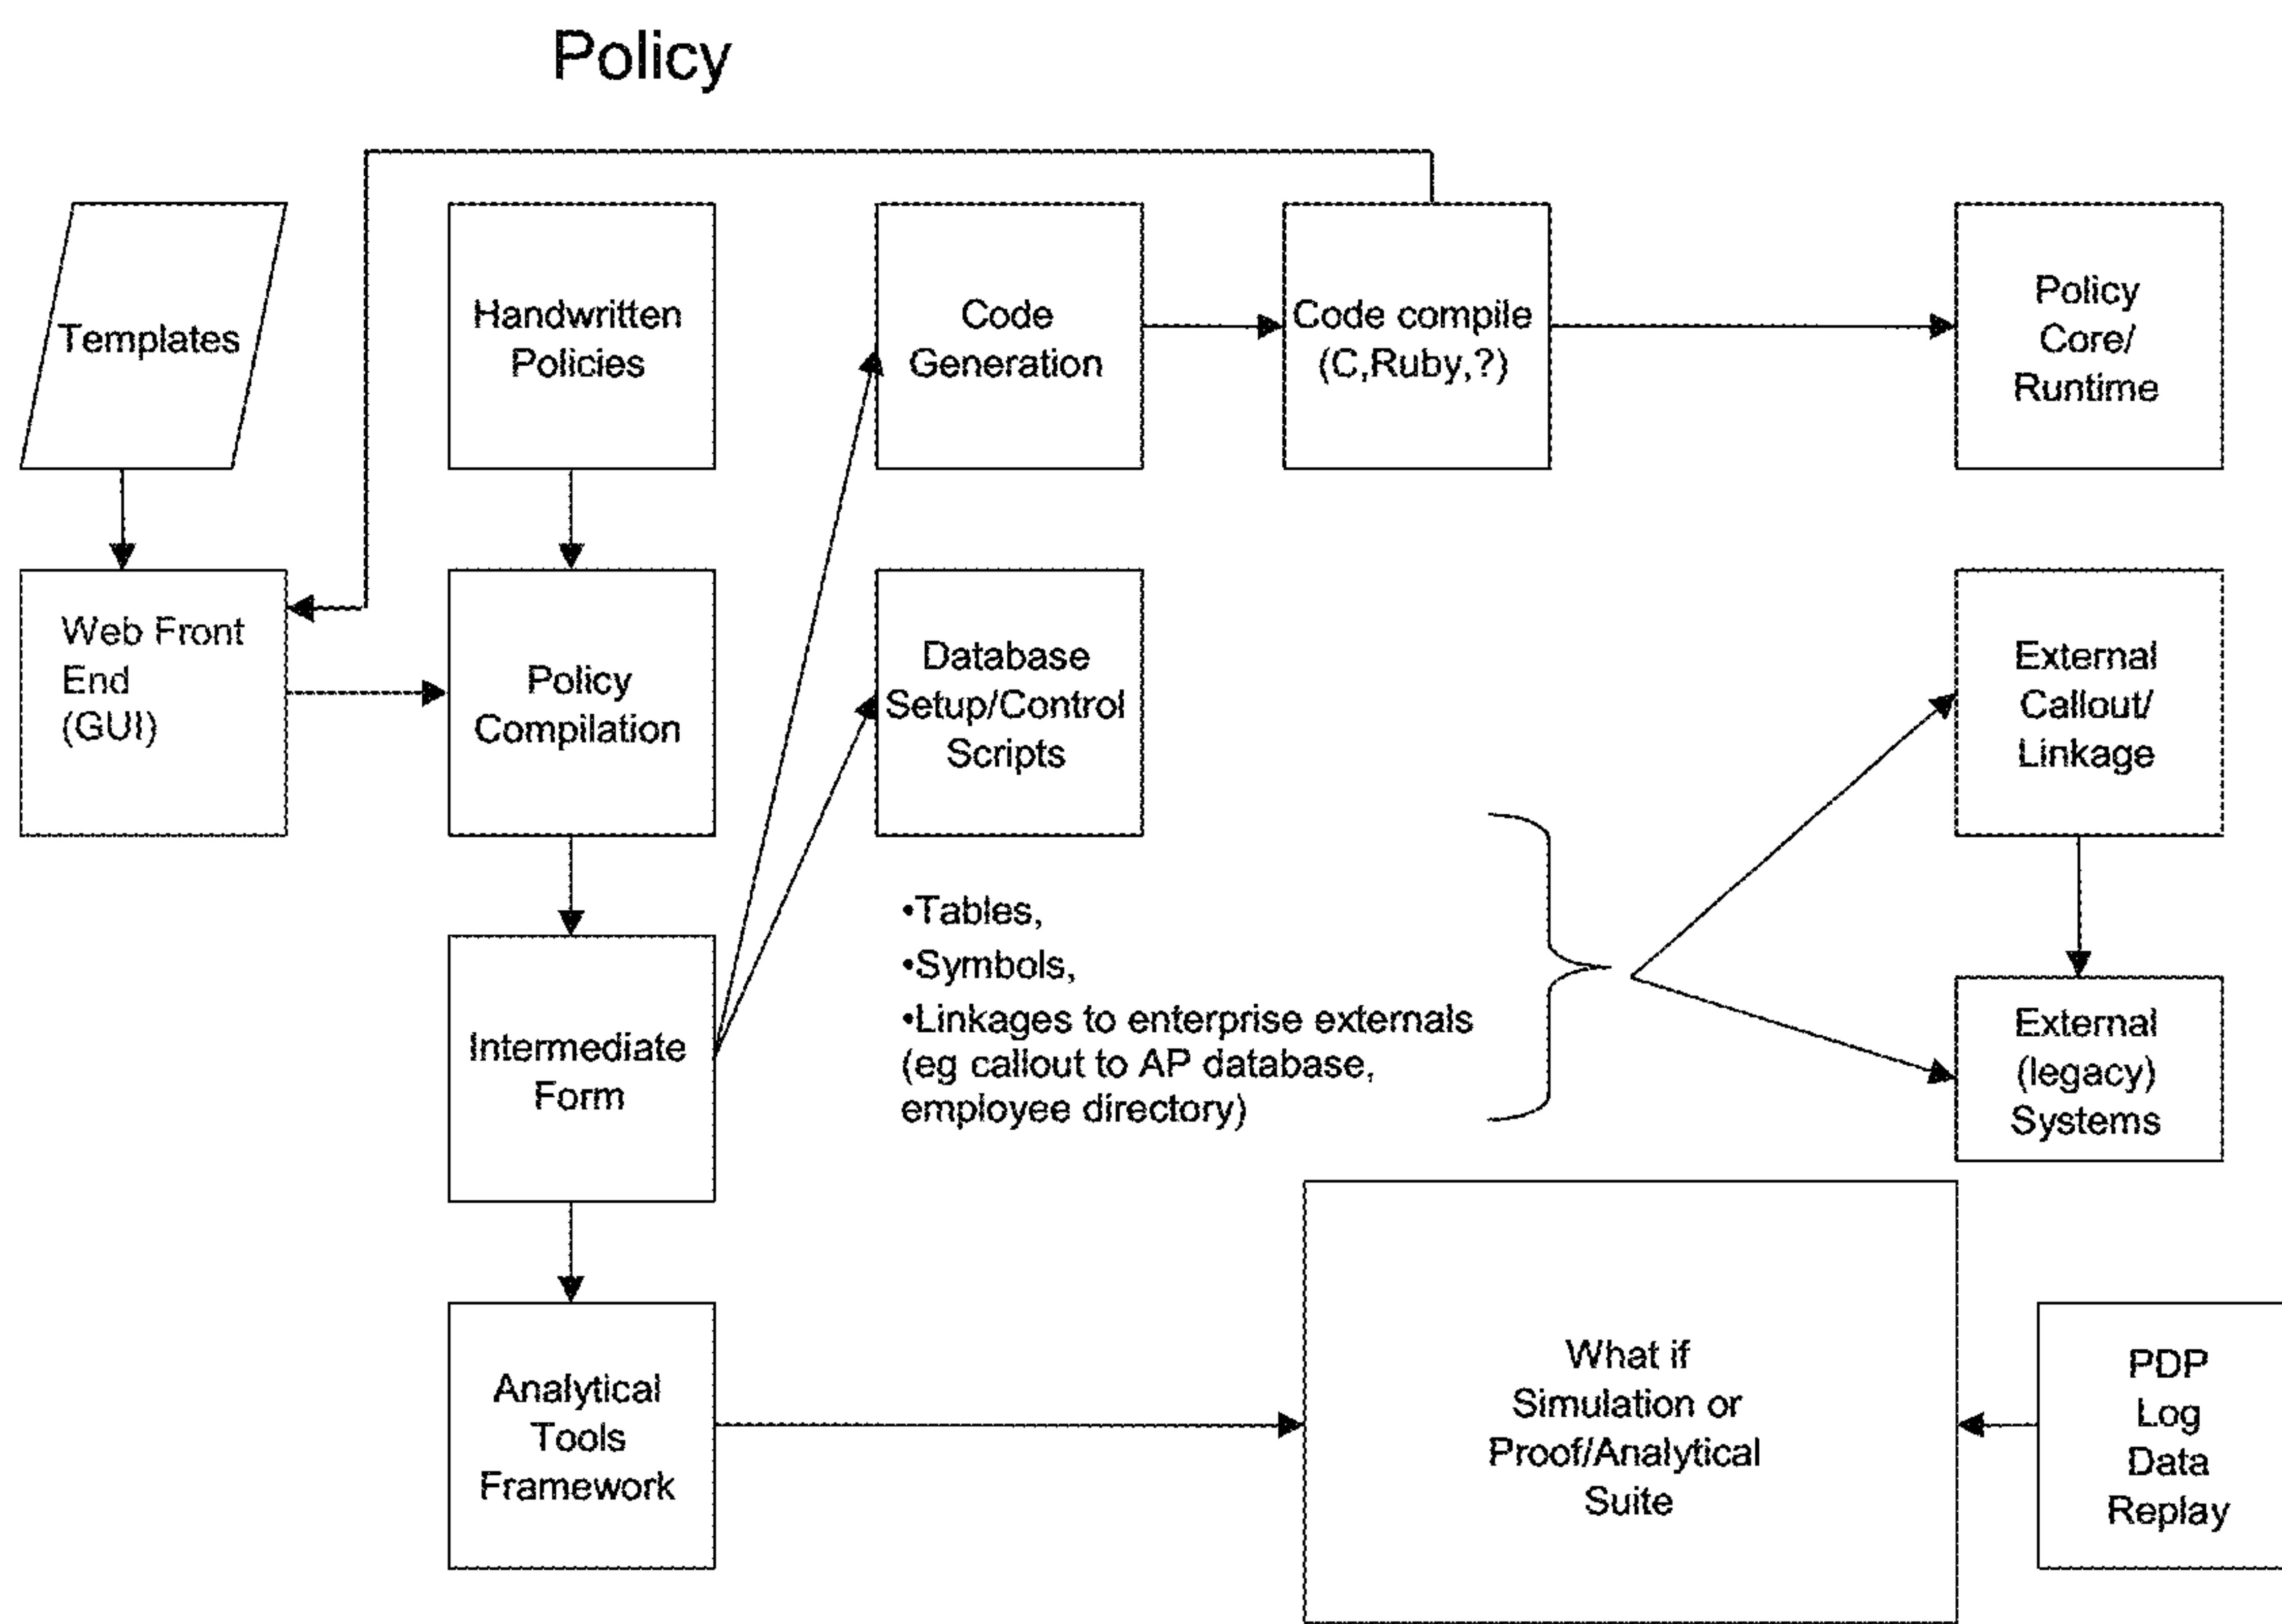 Policy
Templates
Handwritten
Policies
Code
Generation
Code compile
(C,Ruby,?)
Policy
Core/
Runtime
Web Front
End
(GUI)
Policy
Compilation
Database
Setup/Control
Scripts
External
Callout/
Linkage
•Tables,
•Symbols,
•Linkages to enterprise externals
(eg callout to AP database,
employee directory)
Intermediate
Form
External
(legacy)
Systems
Analytical
Tools
Framework
What if
Simulation or
Proof/Analytical
Suite
PDP
Log
Data
Replay